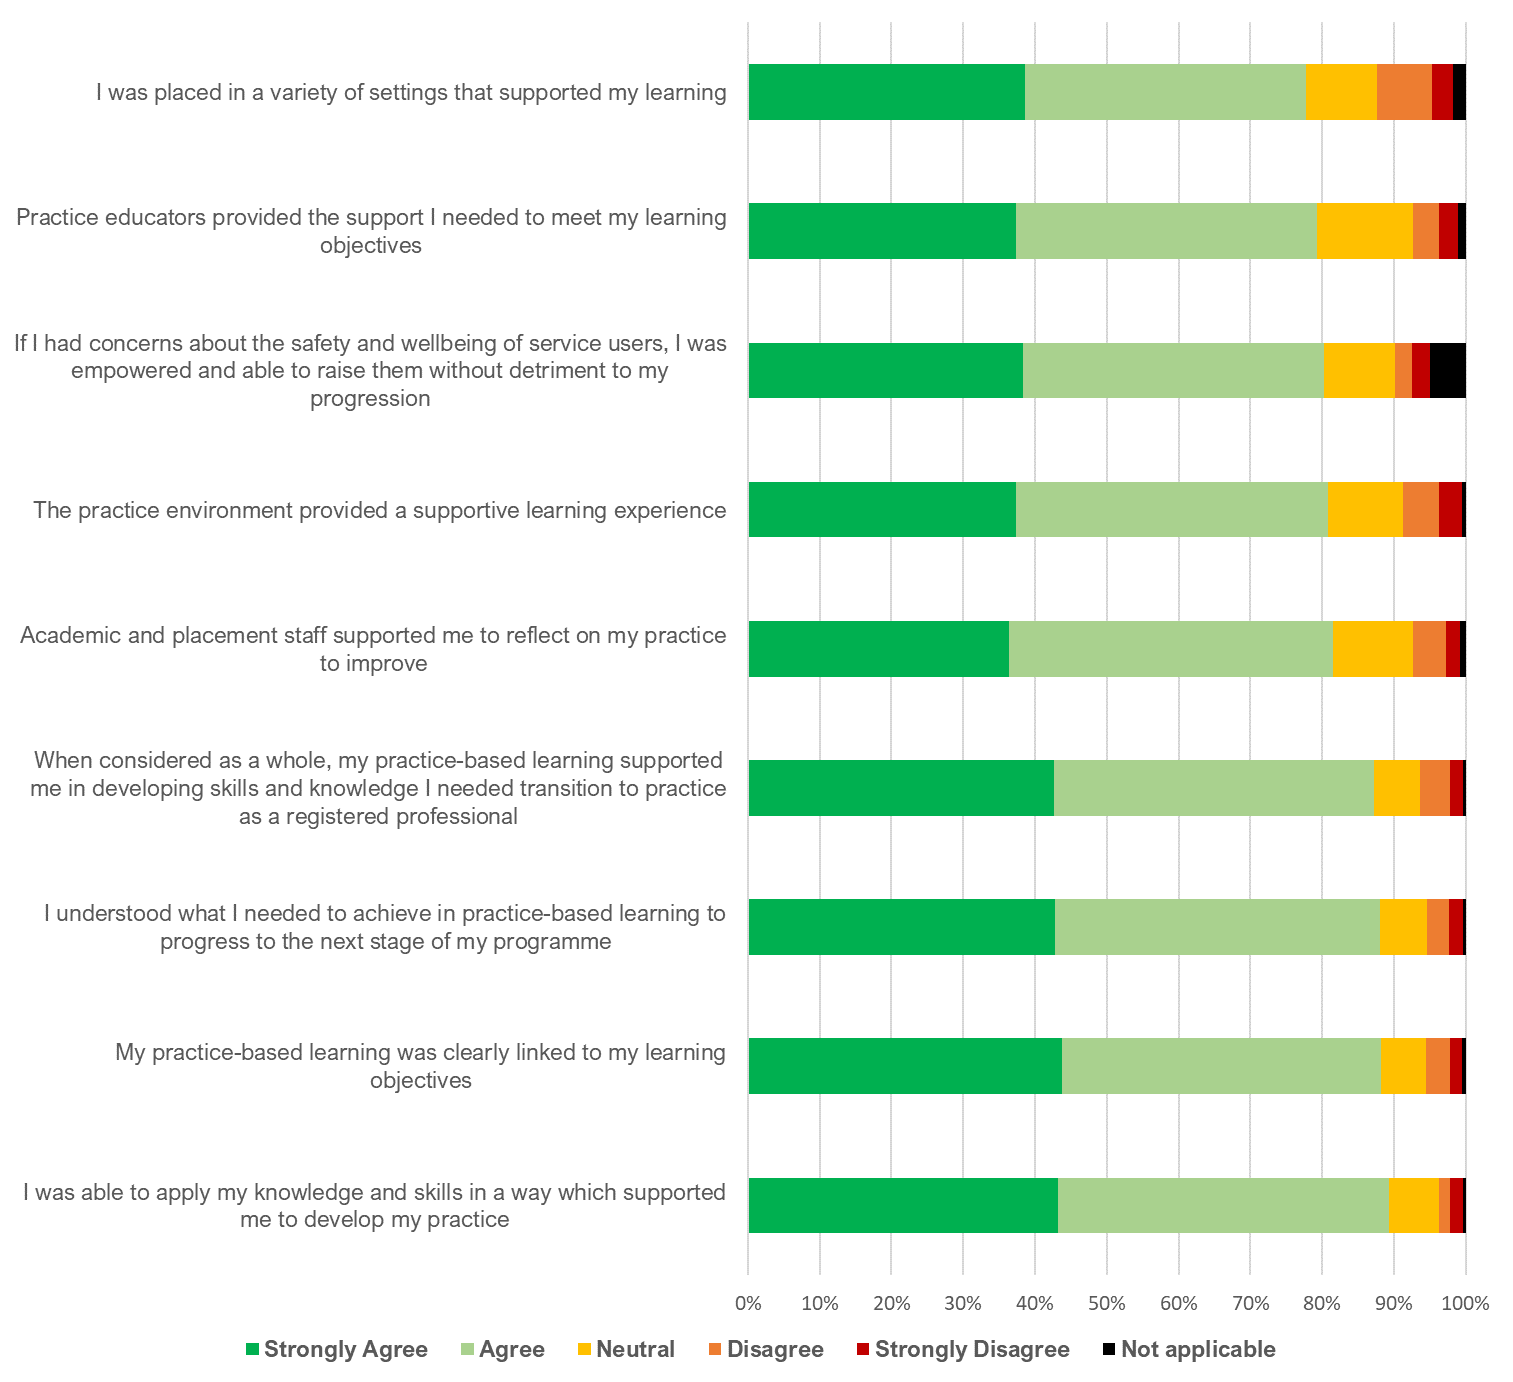 I was placed in a variety of settings that supported my learning
Practice educators provided the support I needed to meet my learning
objectives
If I had concerns about the safety and wellbeing of service users, I was
empowered and able to raise them without detriment to my
progression
The practice environment provided a supportive learning experience
Academic and placement staff supported me to reflect on my practice
to improve
When considered as a whole, my practice-based learning supported
me in developing skills and knowledge I needed transition to practice
as a registered professional
I understood what I needed to achieve in practice-based learning to
progress to the next stage of my programme
My practice-based learning was clearly linked to my learning
objectives
I was able to apply my knowledge and skills in a way which supported
me to develop my practice
0% 10% 20% 30% 40% 50% 60% 70% 80% 90% 100%
Strongly Agree Agree Neutral Disagree Strongly Disagree Not applicable